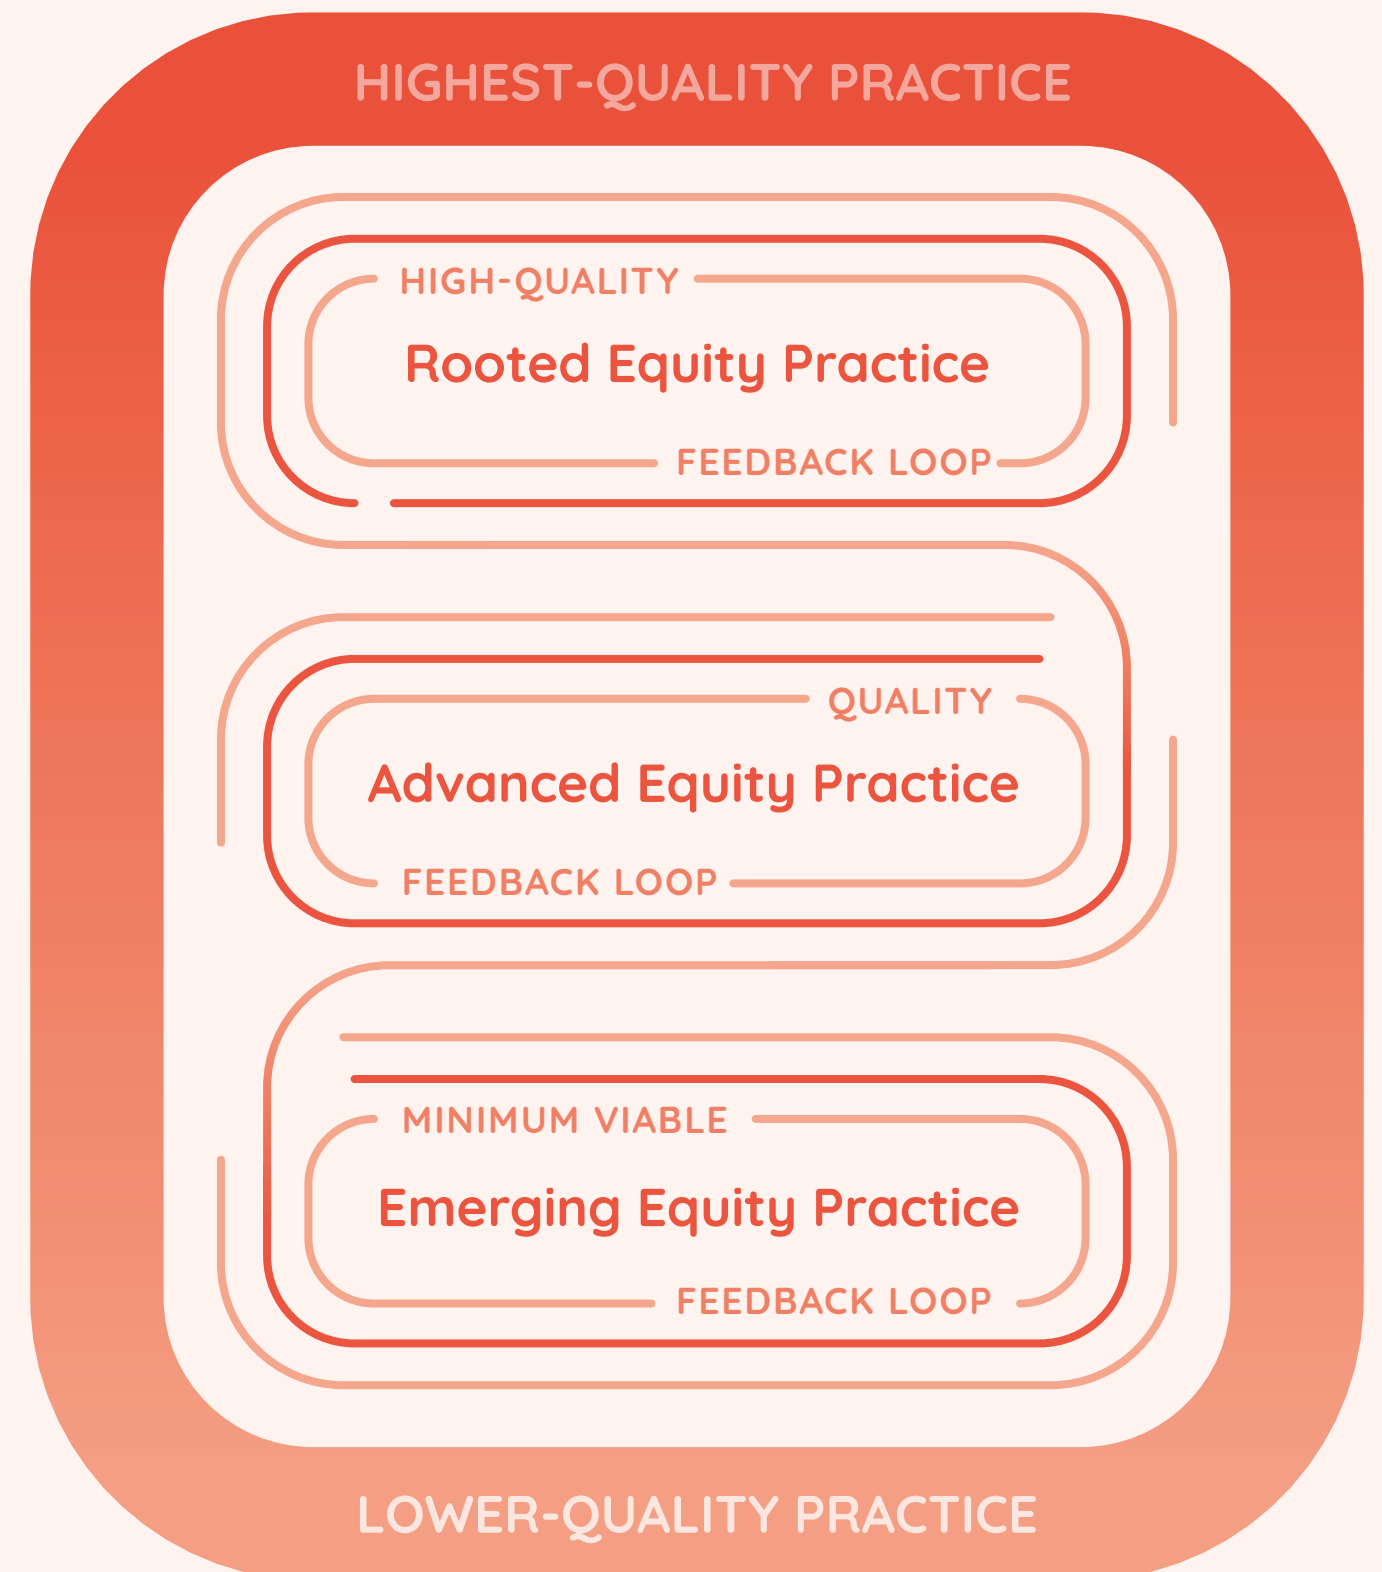 HIGHEST-QUALITY PRACTICE
HIGH-QUALITY
Rooted Equity Practice
FEEDBACK LOOP
QUALITY
Advanced Equity Practice
FEEDBACK LOOP
MINIMUM VIABLE
Emerging Equity Practice
FEEDBACK LOOP
LOWER-QUALITY PRACTICE